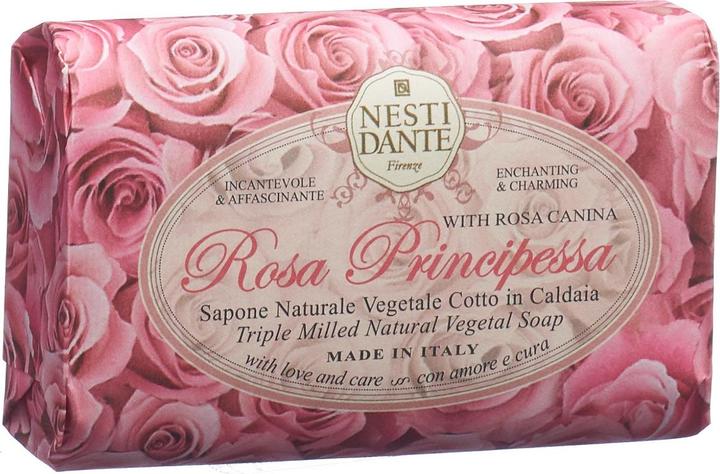 NESTI
DANTE
Firenze
INCANTEVOLE
& AFFASCINANTE
ENCHANTING
& CHARMING
WITH ROSA CANINA
Rosa Principessa
Sapone Naturale Vegetale Cotto in Caldaia
Triple Milled Natural Vegetal Soap
MADE IN ITALY
with love and care con amore e cura